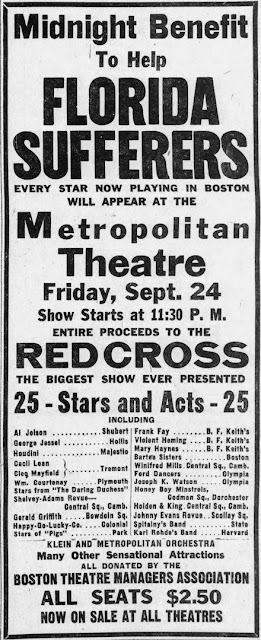 Midnight Benefit
To Help
FLORIDA
SUFFERERS
EVERY STAR NOW PLAYING IN BOSTON
WILL APPEAR AT THE
Metropolitan
Theatre
Friday, Sept. 24
Show Starts at 11:30 P. M.
ENTIRE PROCEEDS TO THE
RED CROSS
THE BIGGEST SHOW EVER PRESENTED
25 - Stars and Acts - 25
INCLUDING
Al Jolson Shubert
George Jessel Hollis
Houdini Majestic
Cecil Lean
Cleo Mayfield Tremont
Wm. Courtenay Plymouth
Stars from "The Daring Duchess"
Shelvey-Adams Revue—
Central Sq., Camb.
Gerald Griffith Bowdoin Sq.
Happy-Go-Lucky-Co. Colonial
Stars of "Pigs" Park
Frank Fay B. F. Keith's
Violent Heming B. F. Keith's
Mary Haynes B. F. Keith's
Barleta Sisters Boston
Winifred Mills Central Sq., Camb.
Ford Dancers Olympia
Joseph K. Watson Olympia
Honey Boy Minstrels,
Codman Sq., Dorchester
Holden & King, Central Sq., Camb.
Johnny Evans Revue Scollay Sq.
Spitalny's Band State
Karl Rohde's Band Harvard
KLEIN AND METROPOLITAN ORCHESTRA
Many Other Sensational Attractions
ALL DONATED BY THE
BOSTON THEATRE MANAGERS ASSOCIATION
ALL SEATS $2.50
NOW ON SALE AT ALL THEATRES